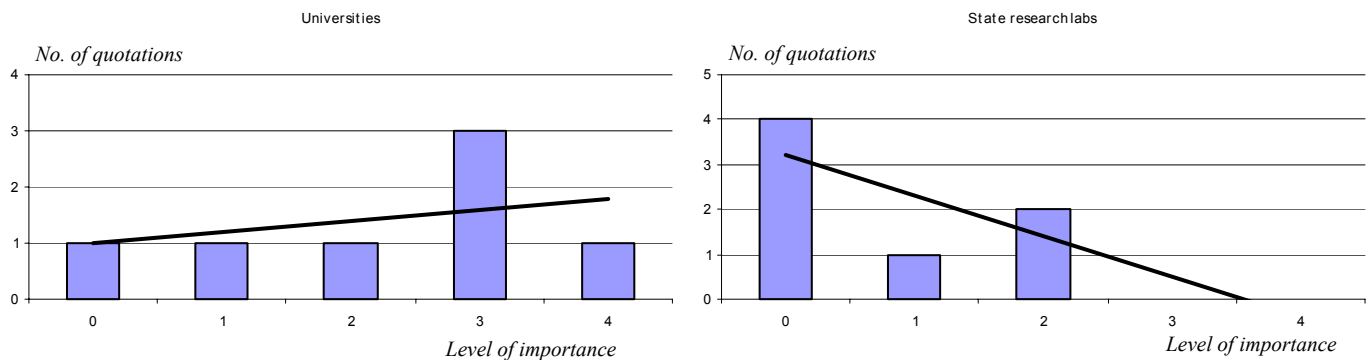 Universities
No. of quotations
4
3
2
1
0
0 1 2 3 4
Level of importance
State research labs
No. of quotations
5
4
3
2
1
0
0 1 2 3 4
Level of importance